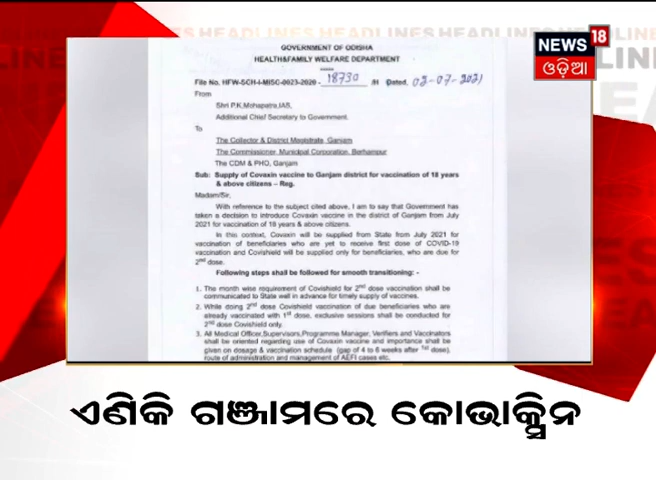 HEADLINES HEADLINES HEADLINES HEADLINES
NEWS 18
ଓଡ଼ିଆ
GOVERNMENT OF ODISHA
HEALTH&FAMILY WELFARE DEPARTMENT
File No. HFW-SCH-I-MISC-0023-2020- 18730 /H Dated. 02-07-2021
From
Shri P.K.Mohapatra,IAS,
Additional Chief Secretary to Government.
To
The Collector & District Magistrate, Ganjam
The Commissioner, Municipal Corporation, Berhampur
The CDM & PHO, Ganjam
Sub: Supply of Covaxin vaccine to Ganjam district for vaccination of 18 years
& above citizens – Reg.
Madam/Sir,
With reference to the subject cited above, I am to say that Government has
taken a decision to introduce Covaxin vaccine in the district of Ganjam from July
2021 for vaccination of 18 years & above citizens.
In this context, Covaxin will be supplied from State from July 2021 for
vaccination of beneficiaries who are yet to receive first dose of COVID-19
vaccination and Covishield will be supplied only for beneficiaries, who are due for
2nd dose.
Following steps shall be followed for smooth transitioning: -
1. The month wise requirement of Covishield for 2nd dose vaccination shall be
communicated to State well in advance for timely supply of vaccines.
2. While doing 2nd dose Covishield vaccination of due beneficiaries who are
already vaccinated with 1st dose, exclusive sessions shall be conducted for
2nd dose Covishield only.
3. All Medical Officer,Supervisors,Programme Manager, Verifiers and Vaccinators
shall be oriented regarding use of Covaxin vaccine and importance shall be
given on dosage & vaccination schedule (gap of 4 to 6 weeks after 1st dose),
route of administration and management of AEFI cases etc.
ଏଣିକି ଗଞ୍ଜାମରେ କୋଭାକ୍ସିନ